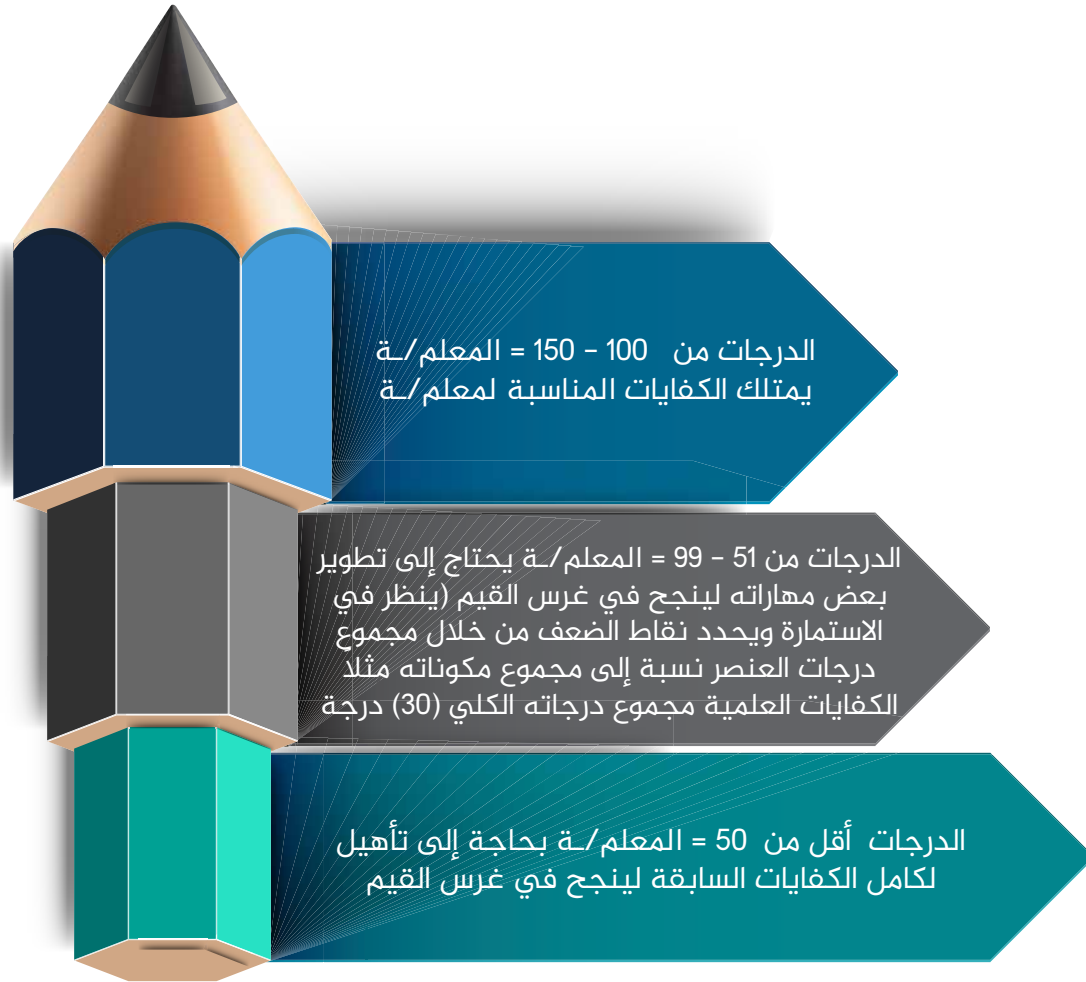 الدرجات من 100 - 150 = المعلم/ـة
يمتلك الكفايات المناسبة لمعلم/ـة
الدرجات من 51 - 99 = المعلم/ـة يحتاج إلى تطوير
بعض مهاراته لينجح في غرس القيم (ينظر في
الاستمارة ويحدد نقاط الضعف من خلال مجموع
درجات العنصر نسبة إلى مجموع مكوناته مثلا
الكفايات العلمية مجموع درجاته الكلي (30) درجة
الدرجات أقل من 50 = المعلم/ـة بحاجة إلى تأهيل
لكامل الكفايات السابقة لينجح في غرس القيم